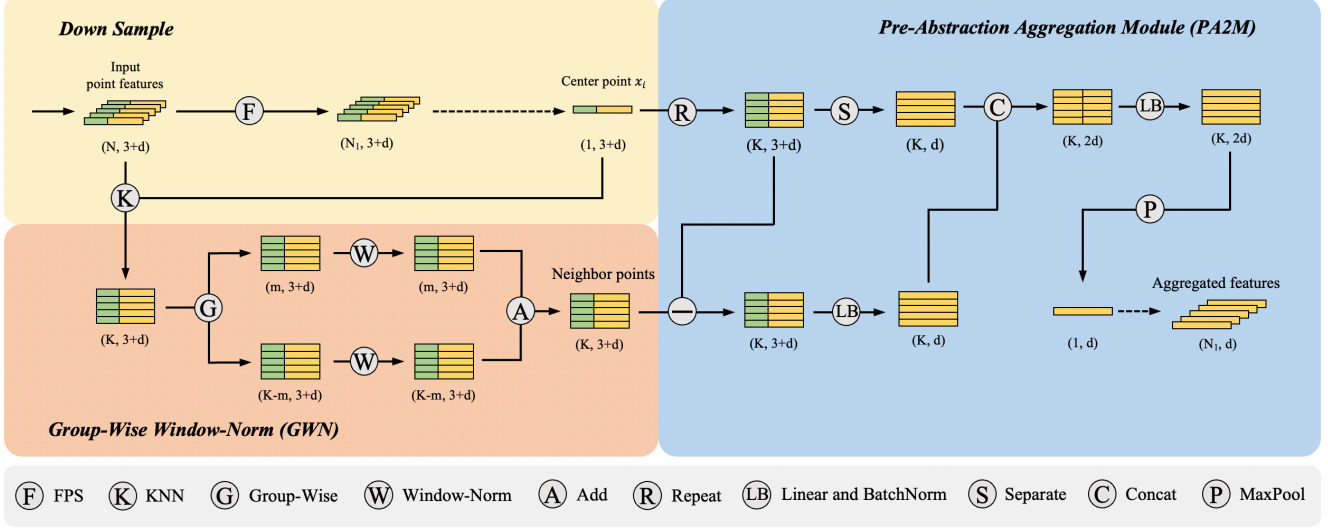 Down Sample
Pre-Abstraction Aggregation Module (PA2M)
Input
point features
F
Center point xi
R
S
C
LB
(N, 3+d)
(N1, 3+d)
(1, 3+d)
(K, 3+d)
(K, d)
(K, 2d)
(K, 2d)
K
P
G
W
(m, 3+d)
(m, 3+d)
Neighbor points
A
Aggregated features
LB
(K, 3+d)
W
(K, 3+d)
(K, 3+d)
(K, d)
(1, d)
(N1, d)
(K-m, 3+d)
(K-m, 3+d)
Group-Wise Window-Norm (GWN)
F FPS
K KNN
G Group-Wise
W Window-Norm
A Add
R Repeat
LB Linear and BatchNorm
S Separate
C Concat
P MaxPool